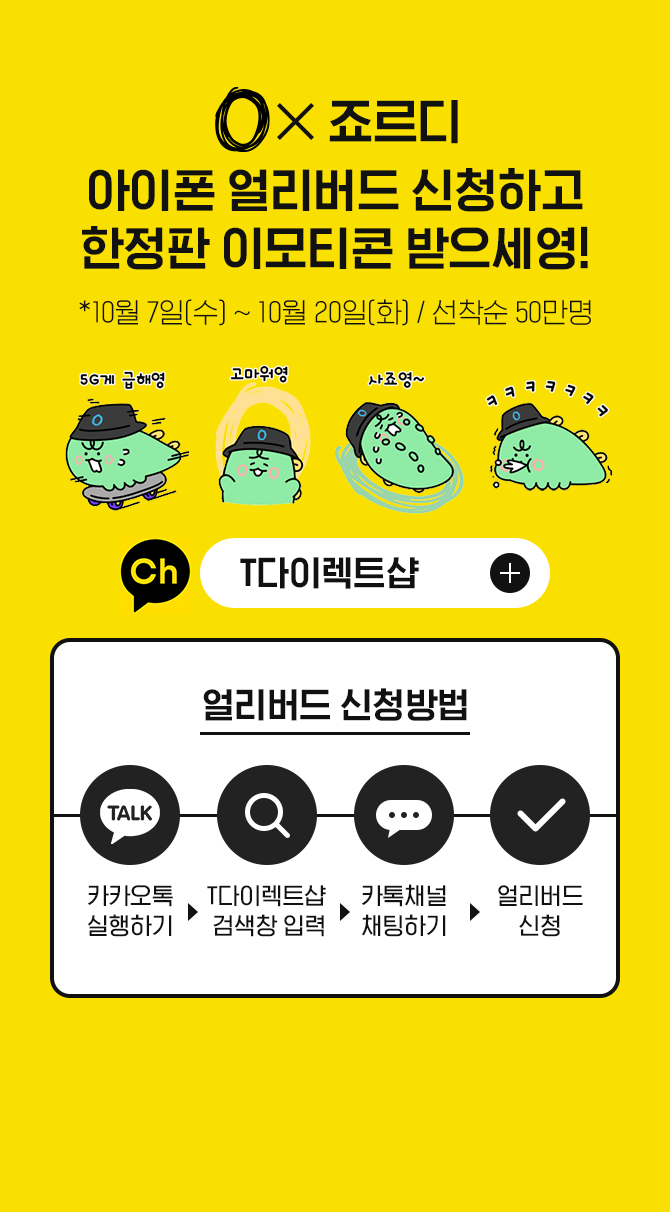 0× 죠르디
아이폰 얼리버드 신청하고
한정판 이모티콘 받으세영!
*10월 7일(수) ~ 10월 20일(화) / 선착순 50만명
5G게 급해영
고마워영
사죠영~
ㅋㅋㅋㅋㅋㅋㅋ
Ch T다이렉트샵
얼리버드 신청방법
TALK
카카오톡
실행하기
T다이렉트샵
검색창 입력
카톡채널
채팅하기
얼리버드
신청